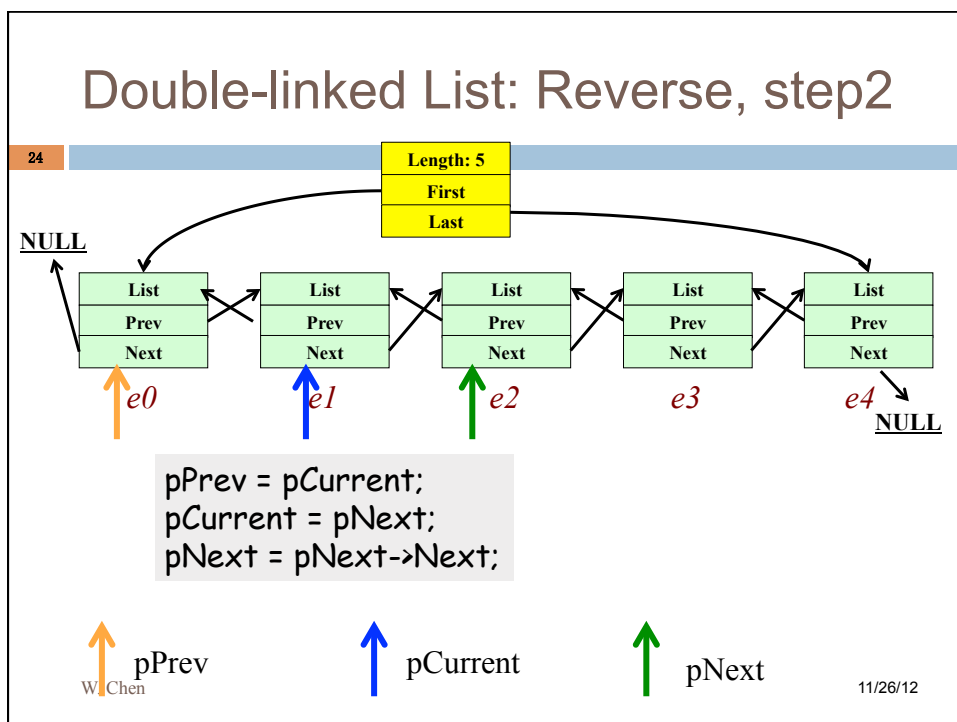 Double-linked List: Reverse, step2
24
Length: 5
First
Last
NULL
List List List List List
Prev Prev Prev Prev Prev
Next Next Next Next Next
e0 e1 e2 e3 e4
NULL
pPrev = pCurrent;
pCurrent = pNext;
pNext = pNext->Next;
pPrev pCurrent pNext
Chen 11/26/12